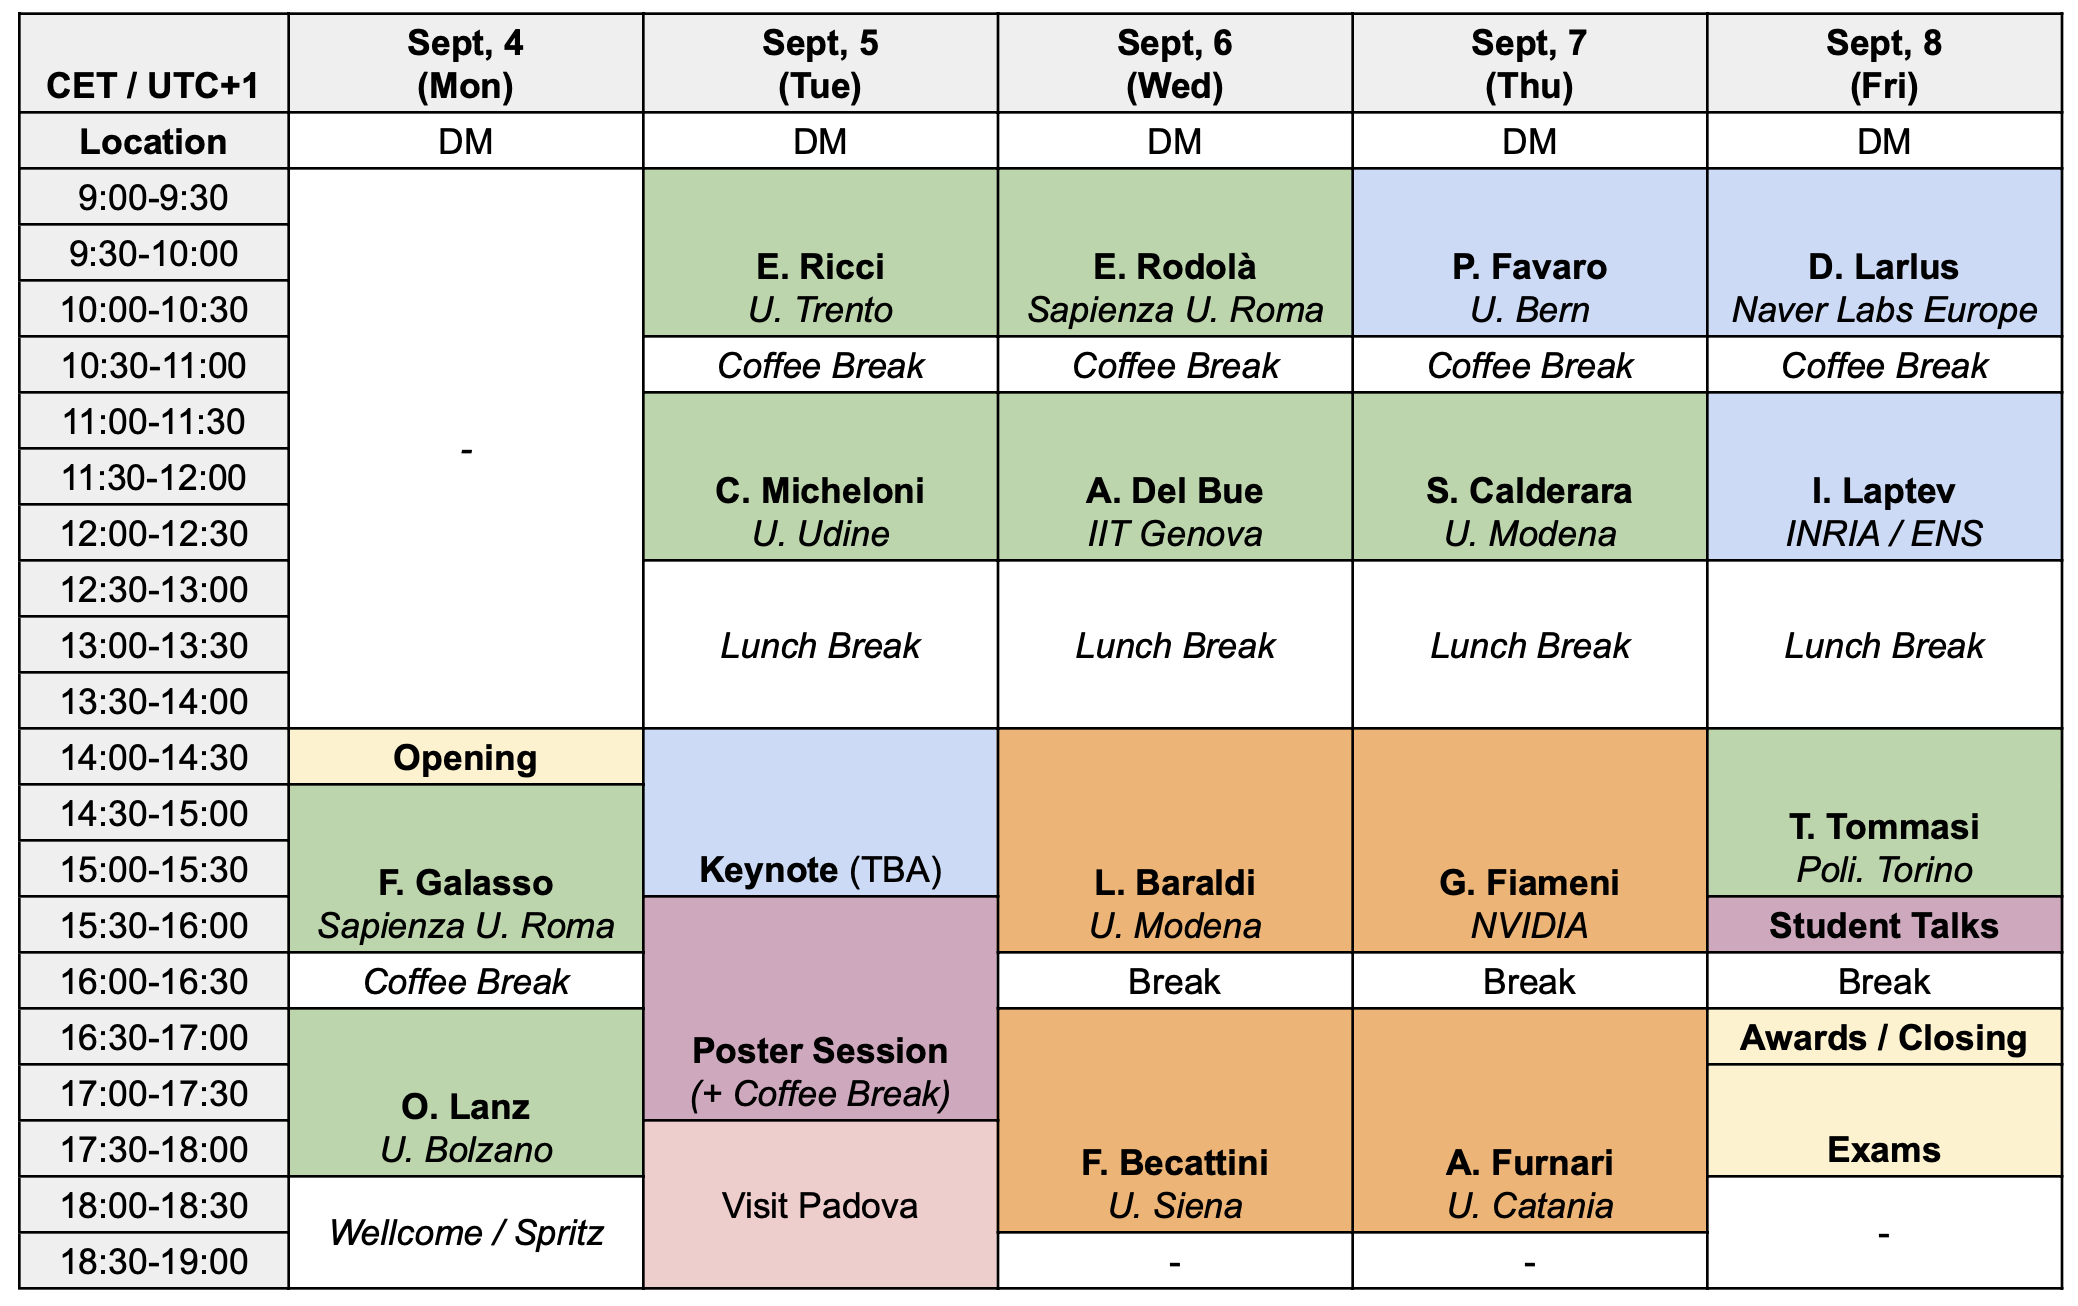 CET / UTC+1
Sept, 4
(Mon)
Sept, 5
(Tue)
Sept, 6
(Wed)
Sept, 7
(Thu)
Sept, 8
(Fri)
Location
DM
DM
DM
DM
DM
9:00-9:30
9:30-10:00
10:00-10:30
-
E. Ricci
U. Trento
E. Rodolà
Sapienza U. Roma
P. Favaro
U. Bern
D. Larlus
Naver Labs Europe
10:30-11:00
Coffee Break
Coffee Break
Coffee Break
Coffee Break
11:00-11:30
11:30-12:00
12:00-12:30
C. Micheloni
U. Udine
A. Del Bue
IIT Genova
S. Calderara
U. Modena
I. Laptev
INRIA / ENS
12:30-13:00
13:00-13:30
13:30-14:00
Lunch Break
Lunch Break
Lunch Break
Lunch Break
14:00-14:30
Opening
14:30-15:00
15:00-15:30
15:30-16:00
F. Galasso
Sapienza U. Roma
Keynote (TBA)
L. Baraldi
U. Modena
G. Fiameni
NVIDIA
T. Tommasi
Poli. Torino
Student Talks
16:00-16:30
Coffee Break
Break
Break
Break
16:30-17:00
17:00-17:30
17:30-18:00
O. Lanz
U. Bolzano
Poster Session
(+ Coffee Break)
Awards / Closing
Exams
18:00-18:30
18:30-19:00
Wellcome / Spritz
Visit Padova
F. Becattini
U. Siena
A. Furnari
U. Catania
-
-
-